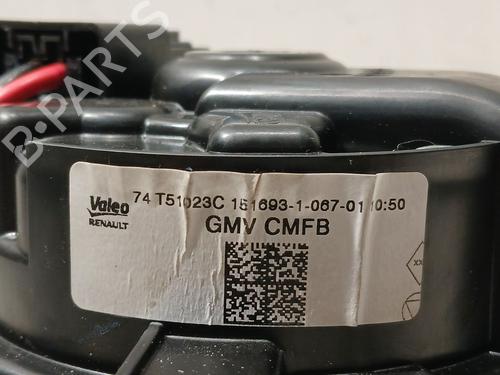 B-PARTS
Valeo
RENAULT
74 T51023C 151693-1-067-01 10:50
GMV CMFB